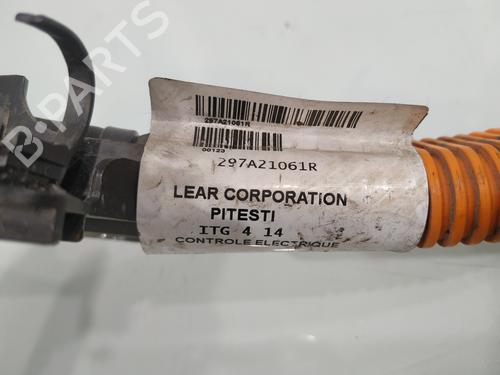 B-PARTS
297A21061R
00123
297A21061R
LEAR CORPORATION
PITESTI
ITG 4 14
CONTROLE ELECTRIQUE